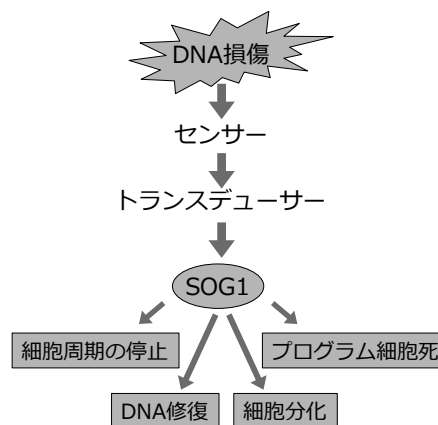 DNA損傷
センサー
トランスデューサー
SOG1
細胞周期の停止
プログラム細胞死
DNA修復
細胞分化